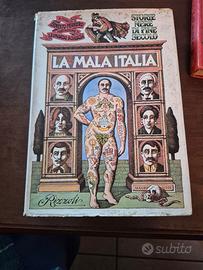 STORIE
NERE
DI FINE
SECOLO
LA MALA ITALIA
Rizzoli
subito